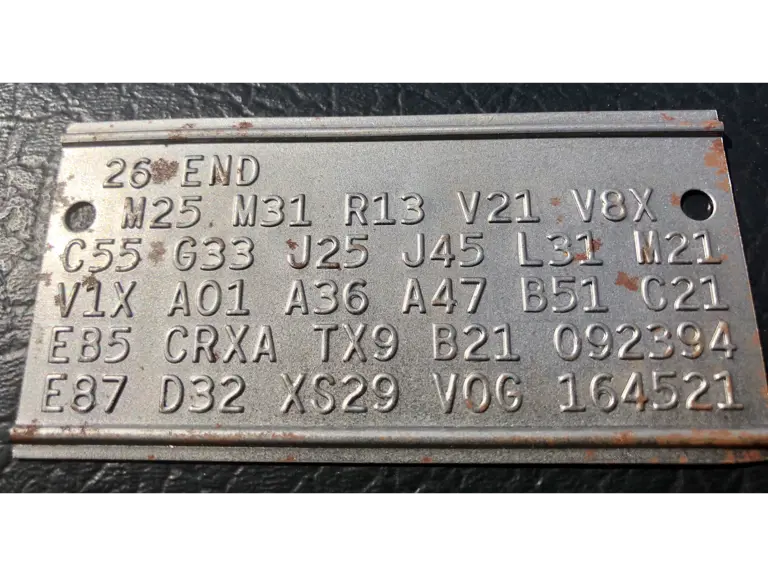 26 END
M25 M31 R13 V21 V8X
C55 G33 J25 J45 L31 M21
V1X A01 A36 A47 B51 C21
E85 CRXA TX9 B21 092394
E87 D32 XS29 VOG 164521